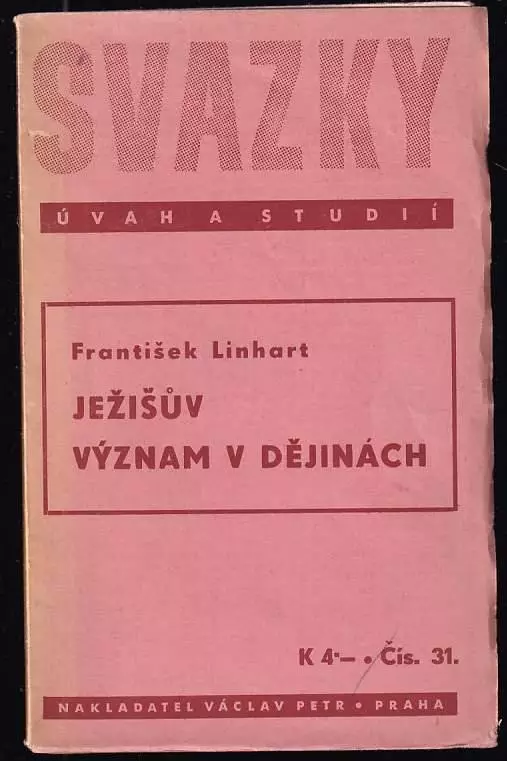 SVAZKY
ÚVAH A STUDIÍ
František Linhart
JEŽIŠŮV
VÝZNAM V DĚJINÁCH
K 4·— • Čís. 31.
NAKLADATEL VÁCLAV PETR • PRAHA